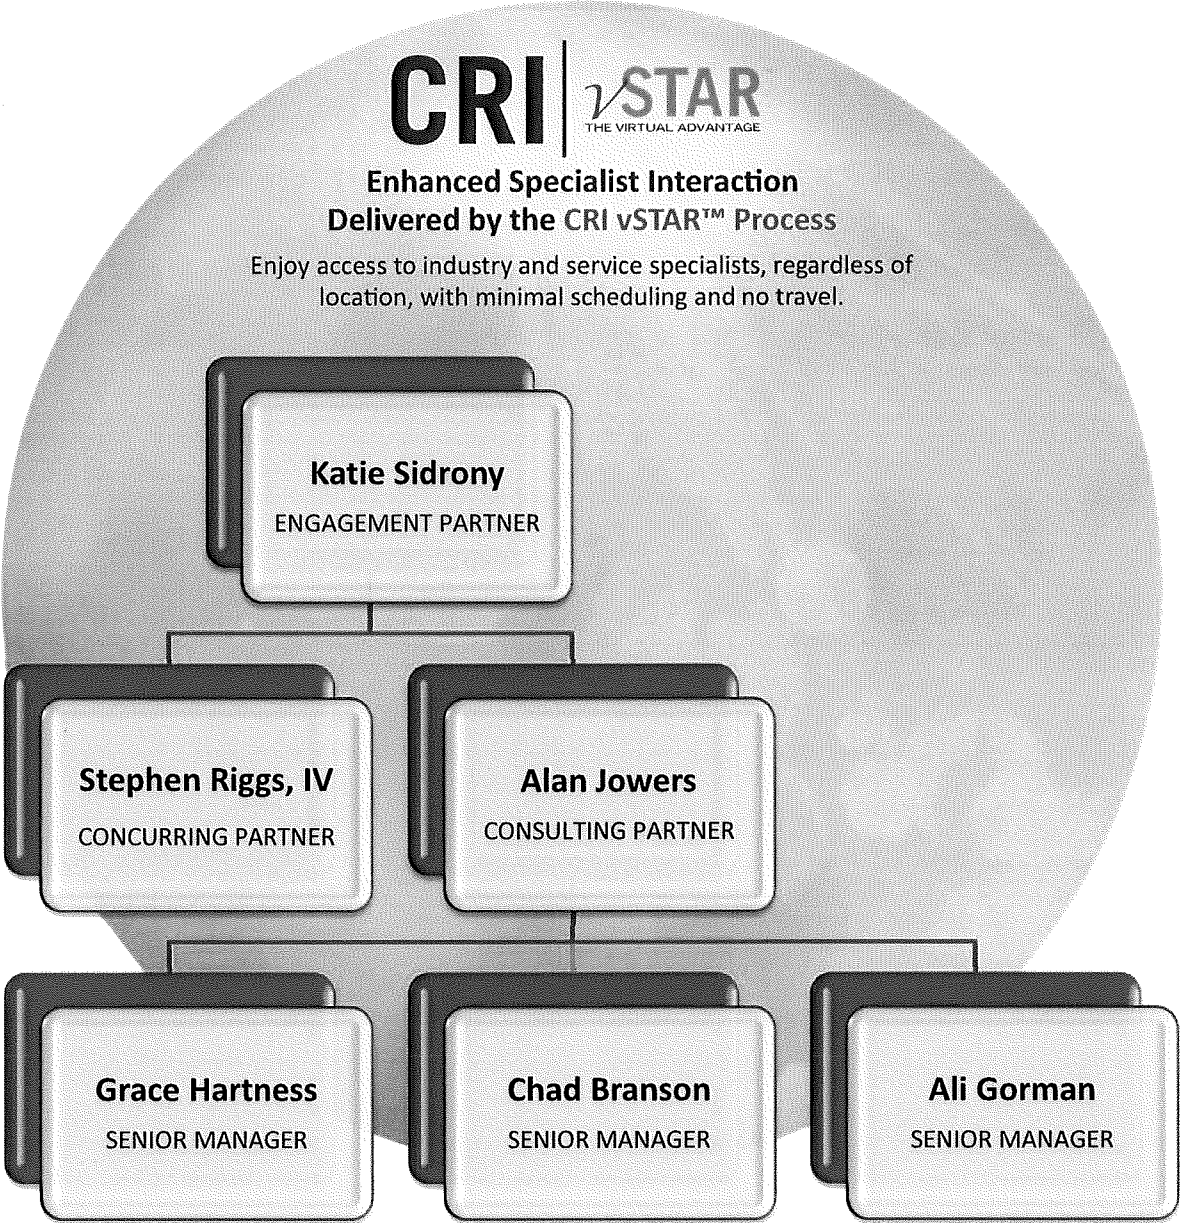 CRI
vSTAR
THE VIRTUAL ADVANTAGE
Enhanced Specialist Interaction
Delivered by the CRI vSTAR™ Process
Enjoy access to industry and service specialists, regardless of
location, with minimal scheduling and no travel.
Katie Sidrony
ENGAGEMENT PARTNER
Stephen Riggs, IV
CONCURRING PARTNER
Alan Jowers
CONSULTING PARTNER
Grace Hartness
SENIOR MANAGER
Chad Branson
SENIOR MANAGER
Ali Gorman
SENIOR MANAGER